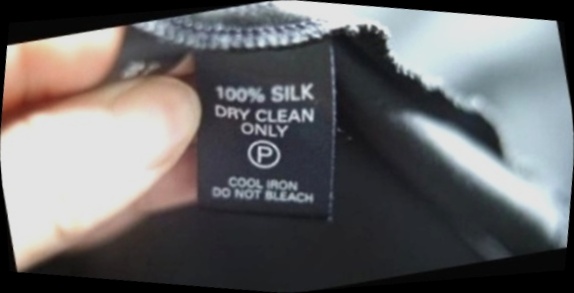 100% SILK
DRY CLEAN
ONLY
P
COOL IRON
DO NOT BLEACH